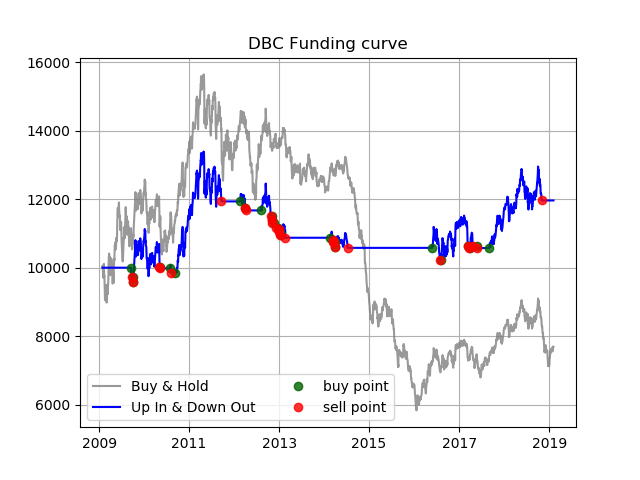 DBC Funding curve
16000
14000
12000
10000
8000
6000
Buy & Hold
Up In & Down Out
buy point
sell point
2009 2011 2013 2015 2017 2019